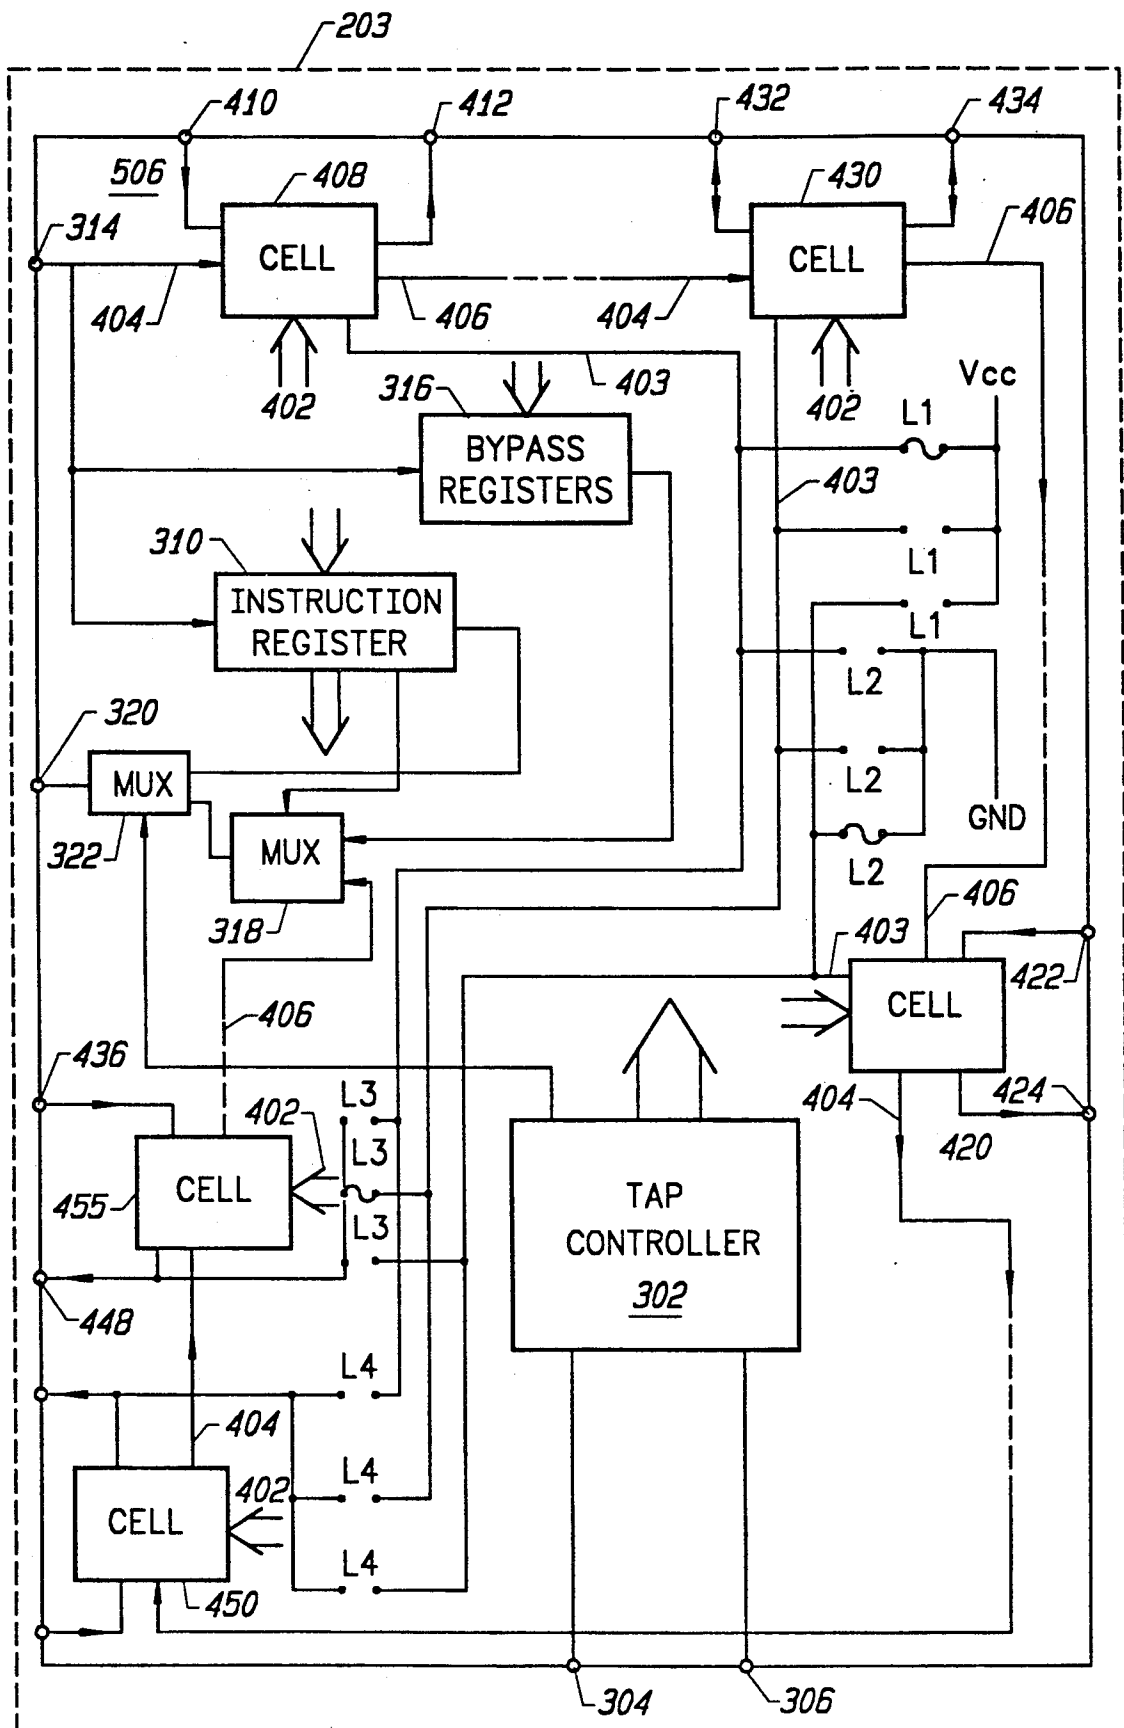 203
410
412
432
434
506
408
430
406
314
CELL
CELL
404
406
404
402
403
402
Vcc
316
L1
BYPASS
REGISTERS
403
310
L1
INSTRUCTION
REGISTER
L1
L2
320
MUX
L2
GND
322
MUX
L2
318
406
403
422
406
CELL
436
L3
404
424
402
L3
420
455
CELL
L3
TAP
CONTROLLER
302
448
L4
404
402
L4
CELL
L4
450
304
306